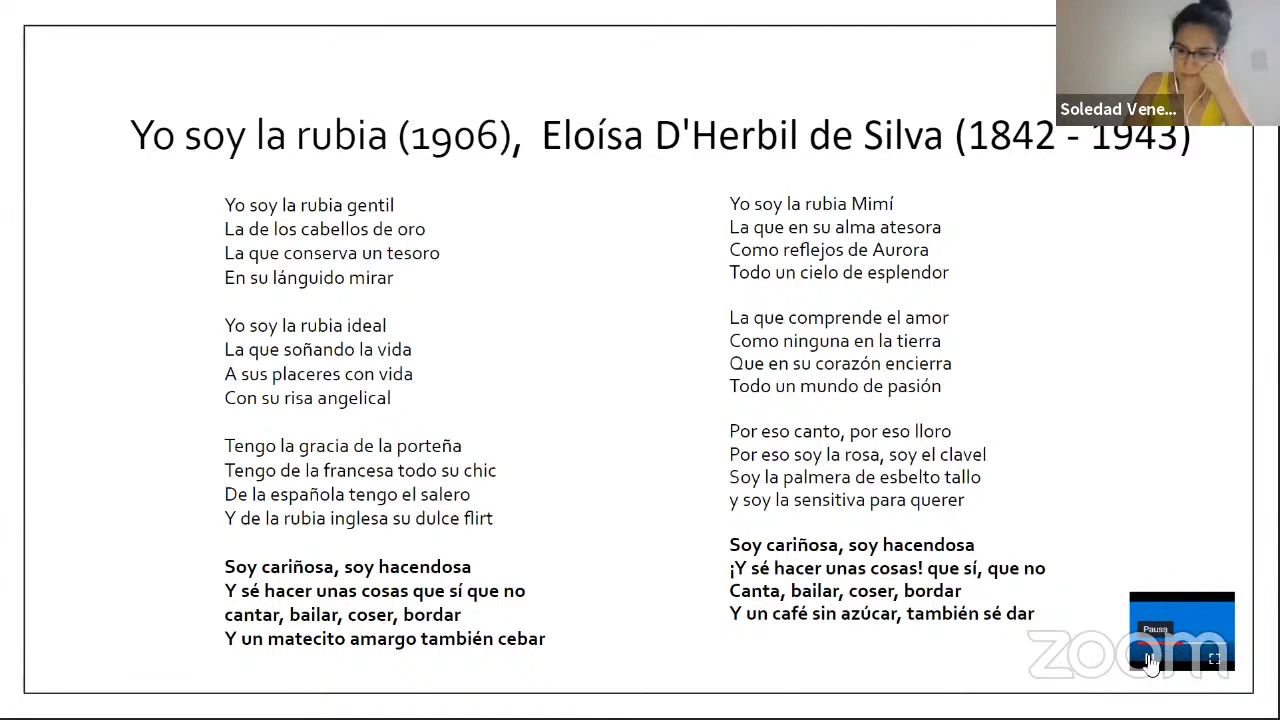 Soledad Vene...
Yo soy la rubia (1906), Eloísa D'Herbil de Silva (1842 - 1943)
Yo soy la rubia gentil
La de los cabellos de oro
La que conserva un tesoro
En su lánguido mirar
Yo soy la rubia ideal
La que soñando la vida
A sus placeres con vida
Con su risa angelical
Tengo la gracia de la porteña
Tengo de la francesa todo su chic
De la española tengo el salero
Y de la rubia inglesa su dulce flirt
Soy cariñosa, soy hacendosa
Y sé hacer unas cosas que sí que no
cantar, bailar, coser, bordar
Y un matecito amargo también cebar
Yo soy la rubia Mimí
La que en su alma atesora
Como reflejos de Aurora
Todo un cielo de esplendor
La que comprende el amor
Como ninguna en la tierra
Que en su corazón encierra
Todo un mundo de pasión
Por eso canto, por eso lloro
Por eso soy la rosa, soy el clavel
Soy la palmera de esbelto tallo
y soy la sensitiva para querer
Soy cariñosa, soy hacendosa
¡Y sé hacer unas cosas! que sí, que no
Canta, bailar, coser, bordar
Y un café sin azúcar, también sé dar
Pausa
zoom